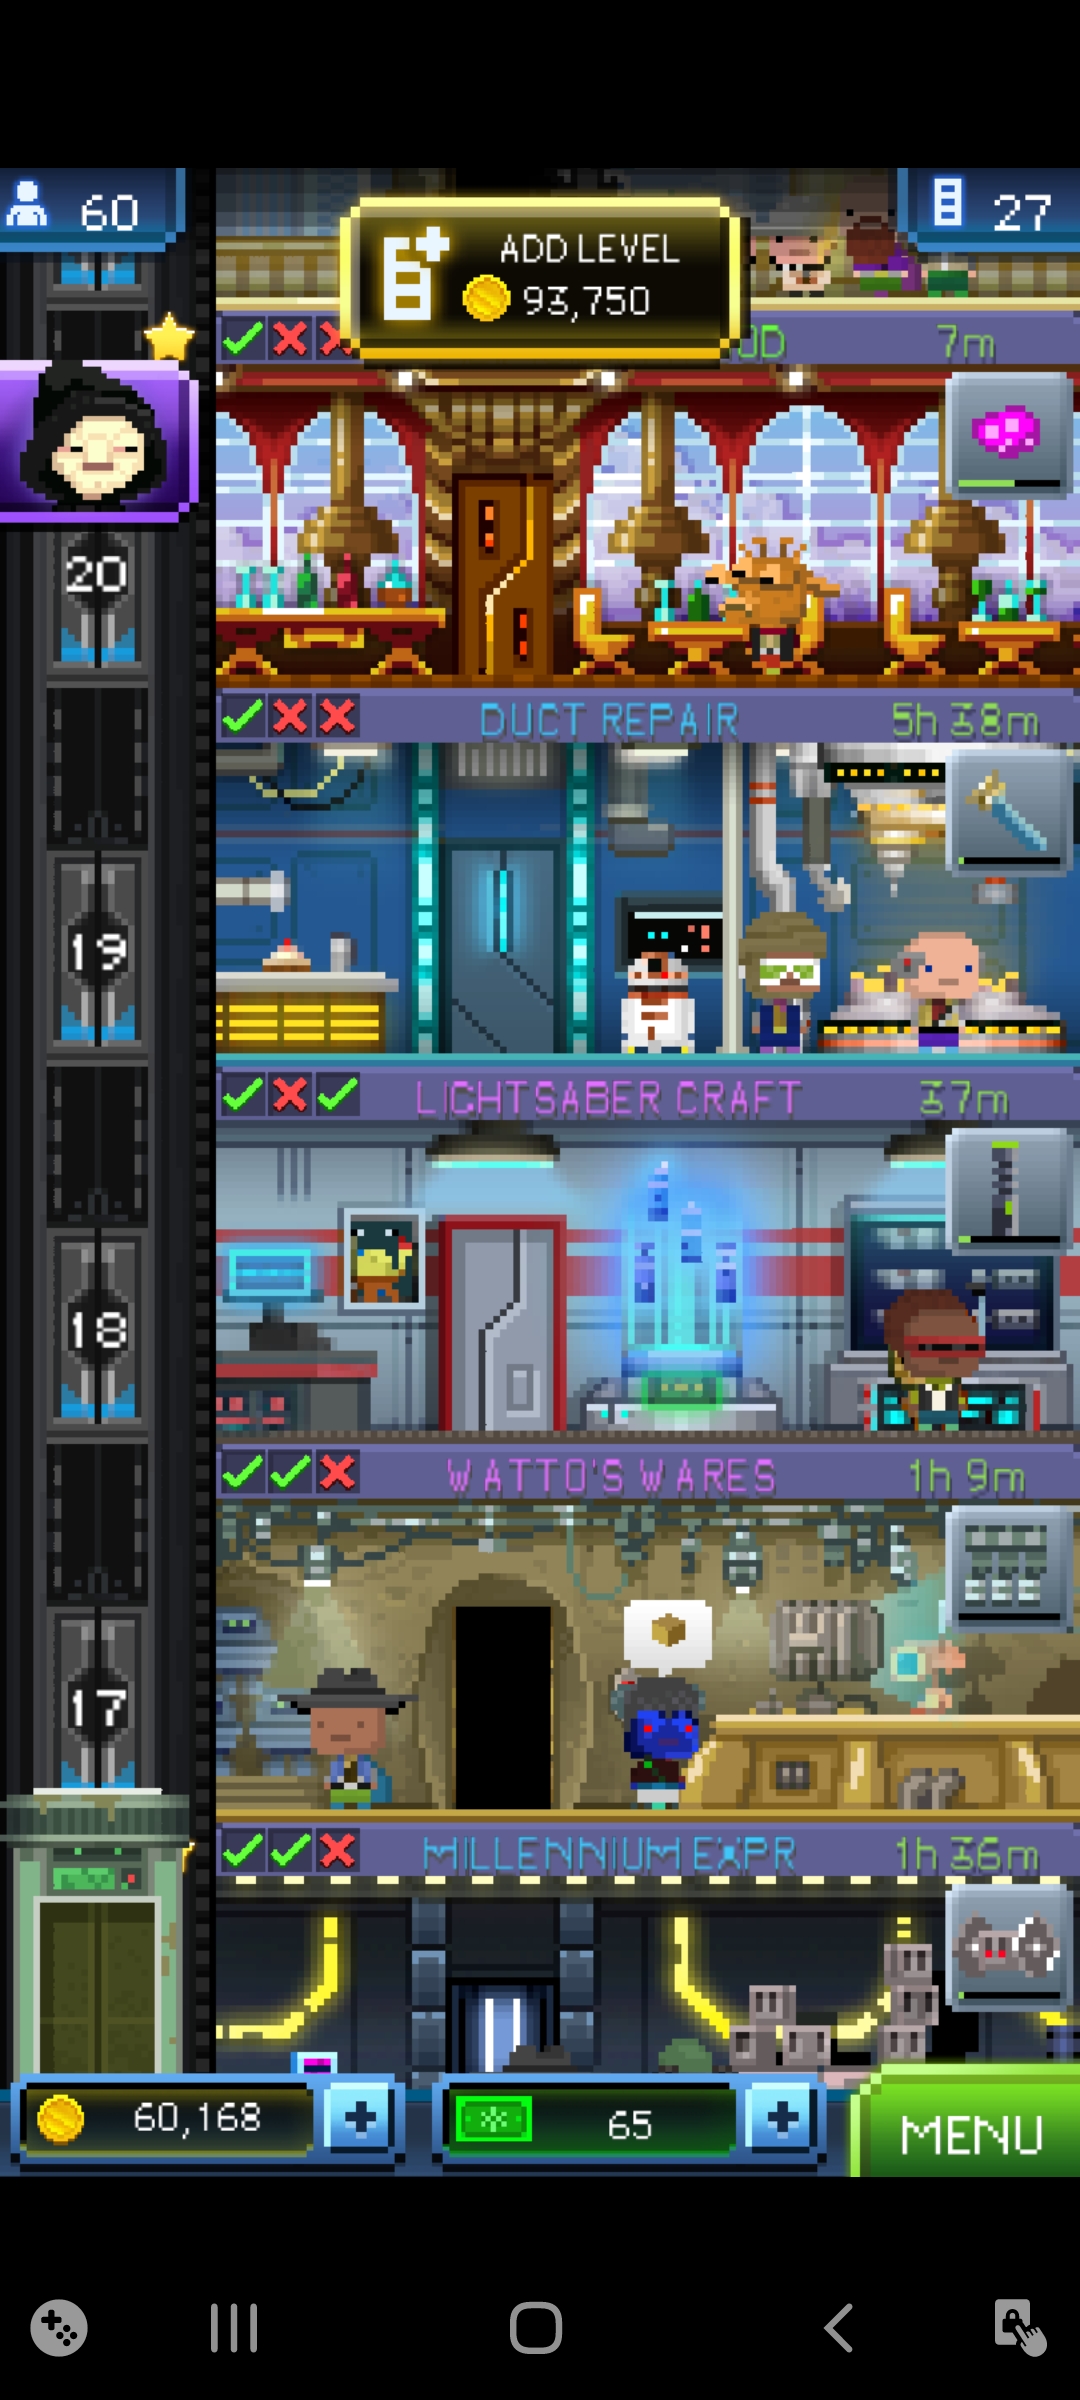 60
27
ADD LEVEL
93,750
OD
7m
20
DUCT REPAIR
5h 38m
19
LIGHTSABER CRAFT
37m
18
WATTO'S WARES
1h 9m
17
MILLENNIUM EXPR
1h 36m
60,168
65
MENU